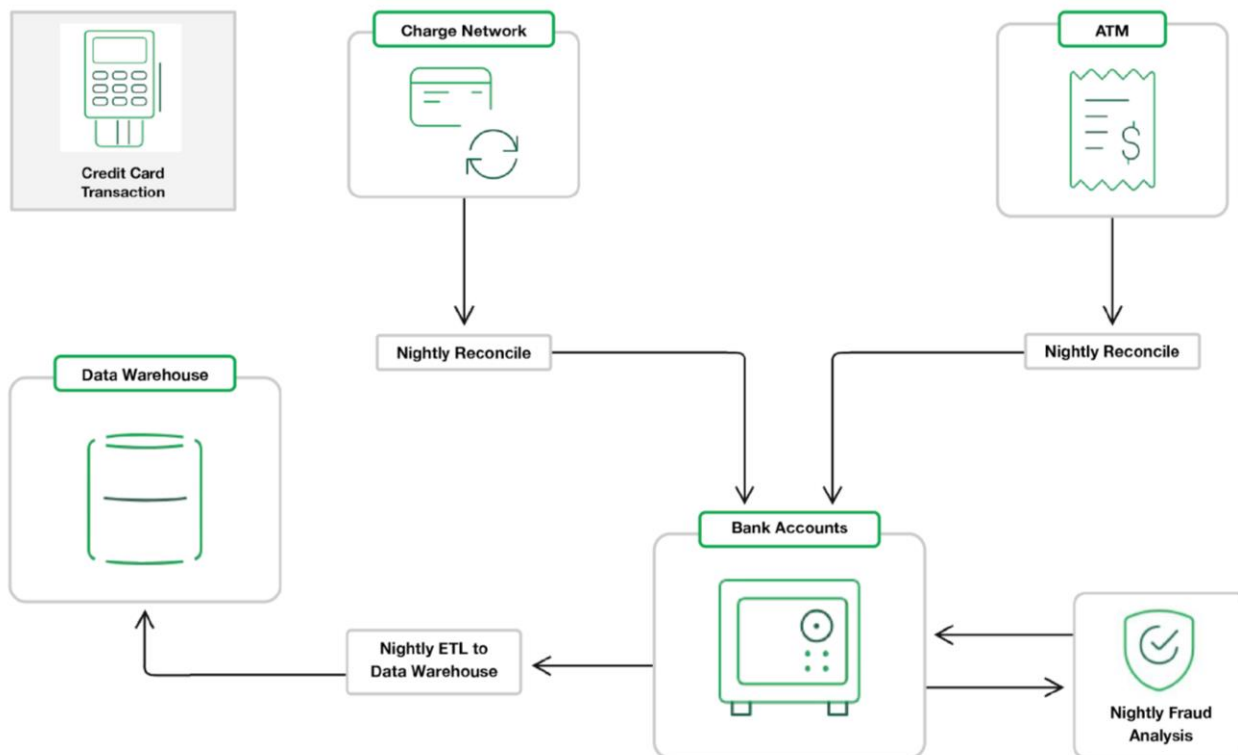 Charge Network
ATM
$
Credit Card
Transaction
Nightly Reconcile
Nightly Reconcile
Data Warehouse
Bank Accounts
Nightly ETL to
Data Warehouse
Nightly Fraud
Analysis